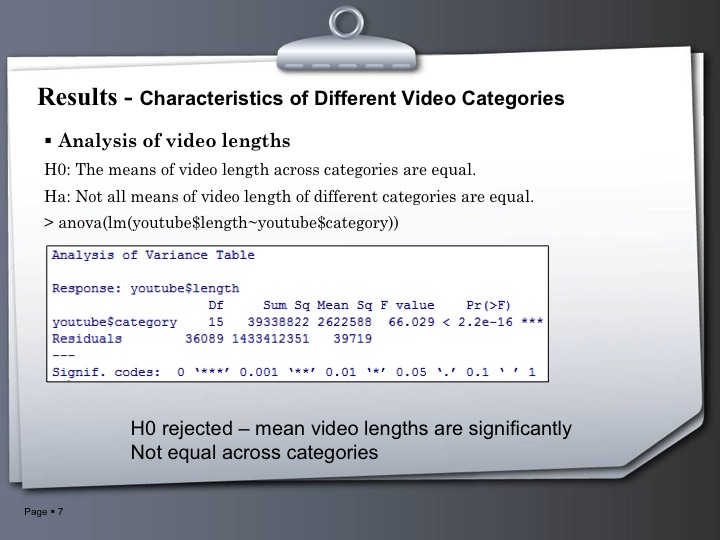 Results - Characteristics of Different Video Categories
▪ Analysis of video lengths
H0: The means of video length across categories are equal.
Ha: Not all means of video length of different categories are equal.
> anova(lm(youtube$length~youtube$category))
Analysis of Variance Table
Response: youtube$length
Df Sum Sq Mean Sq F value Pr(>F)
youtube$category 15 39338822 2622588 66.029 < 2.2e-16 ***
Residuals 36089 1433412351 39719
---
Signif. codes: 0 ‘***’ 0.001 ‘**’ 0.01 ‘*’ 0.05 ‘.’ 0.1 ‘ ’ 1
H0 rejected – mean video lengths are significantly
Not equal across categories
Page ▪ 7